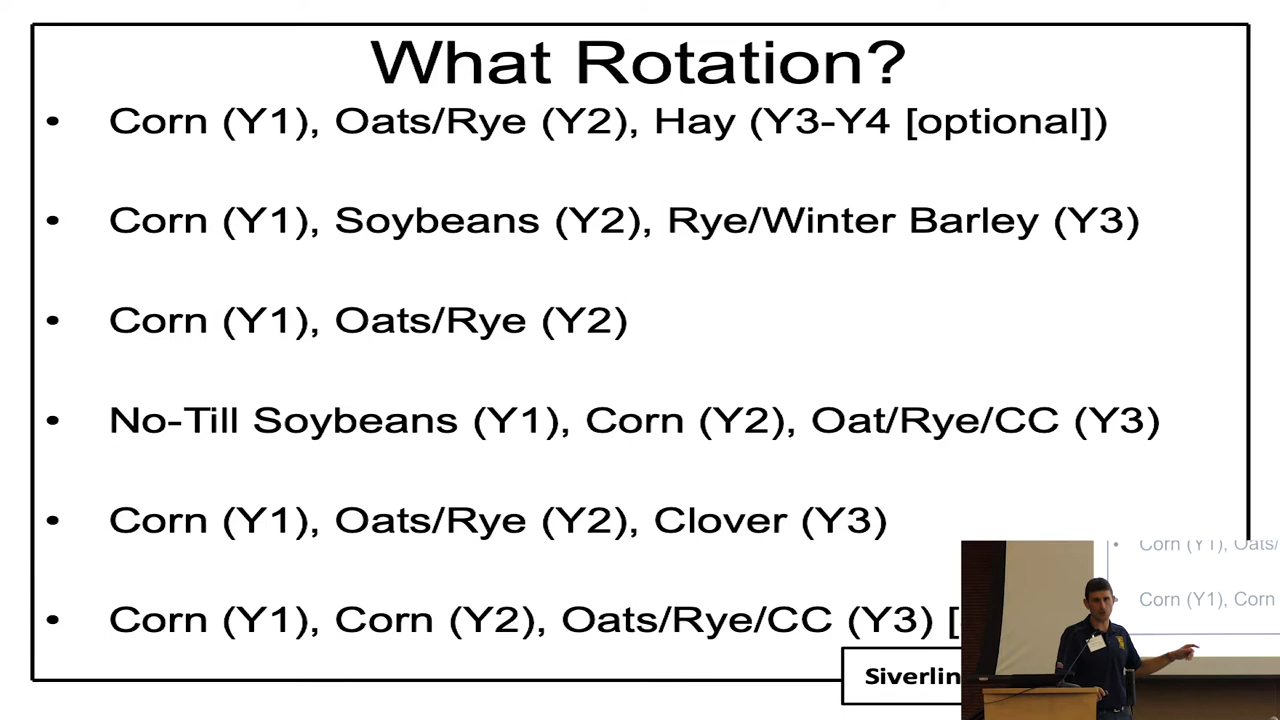 What Rotation?
• Corn (Y1), Oats/Rye (Y2), Hay (Y3-Y4 [optional])
• Corn (Y1), Soybeans (Y2), Rye/Winter Barley (Y3)
• Corn (Y1), Oats/Rye (Y2)
• No-Till Soybeans (Y1), Corn (Y2), Oat/Rye/CC (Y3)
• Corn (Y1), Oats/Rye (Y2), Clover (Y3)
• Corn (Y1), Corn (Y2), Oats/Rye/CC (Y3) [
Siverlin
• Corn (Y1), Oats/
• Corn (Y1), Corn